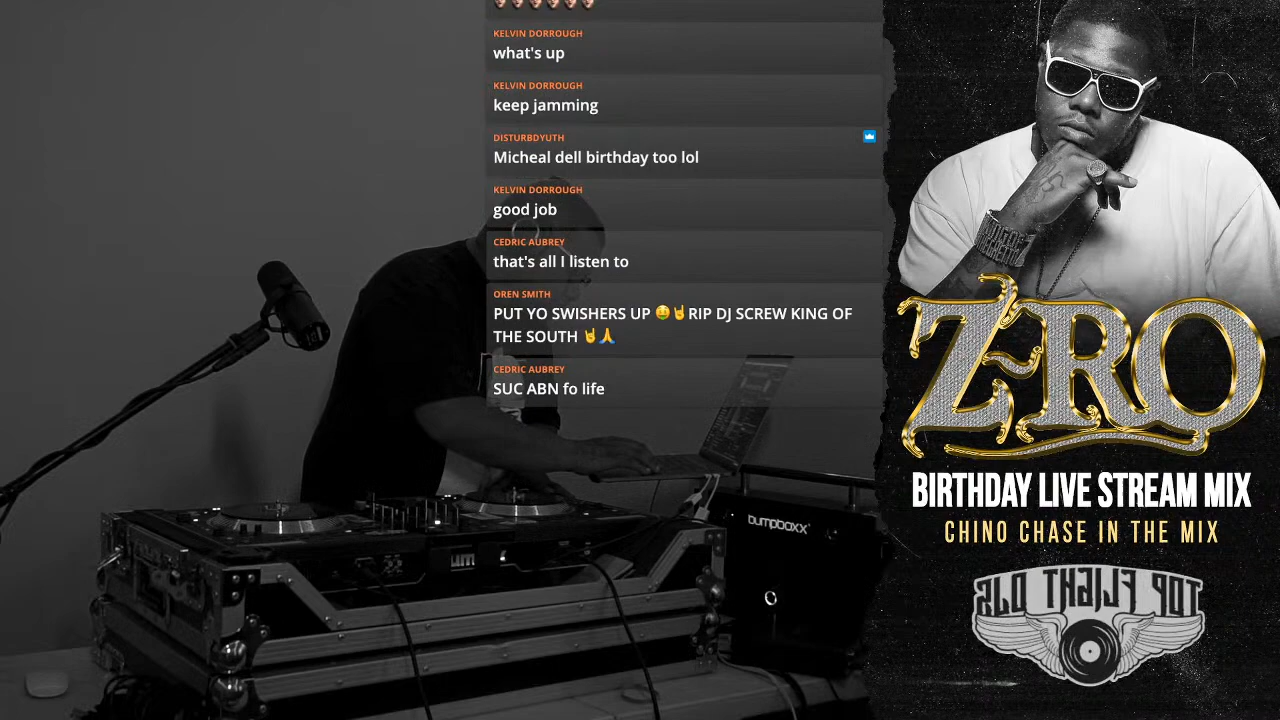 KELVIN DORROUGH
what's up
KELVIN DORROUGH
keep jamming
DISTURBDYUTH
Micheal dell birthday too lol
KELVIN DORROUGH
good job
CEDRIC AUBREY
that's all I listen to
OREN SMITH
PUT YO SWISHERS UP 🤑🤘RIP DJ SCREW KING OF
THE SOUTH 🤘🙏
CEDRIC AUBREY
SUC ABN fo life
bumpboxx
Z-RO
BIRTHDAY LIVE STREAM MIX
CHINO CHASE IN THE MIX
TOP FLIGHT OLS